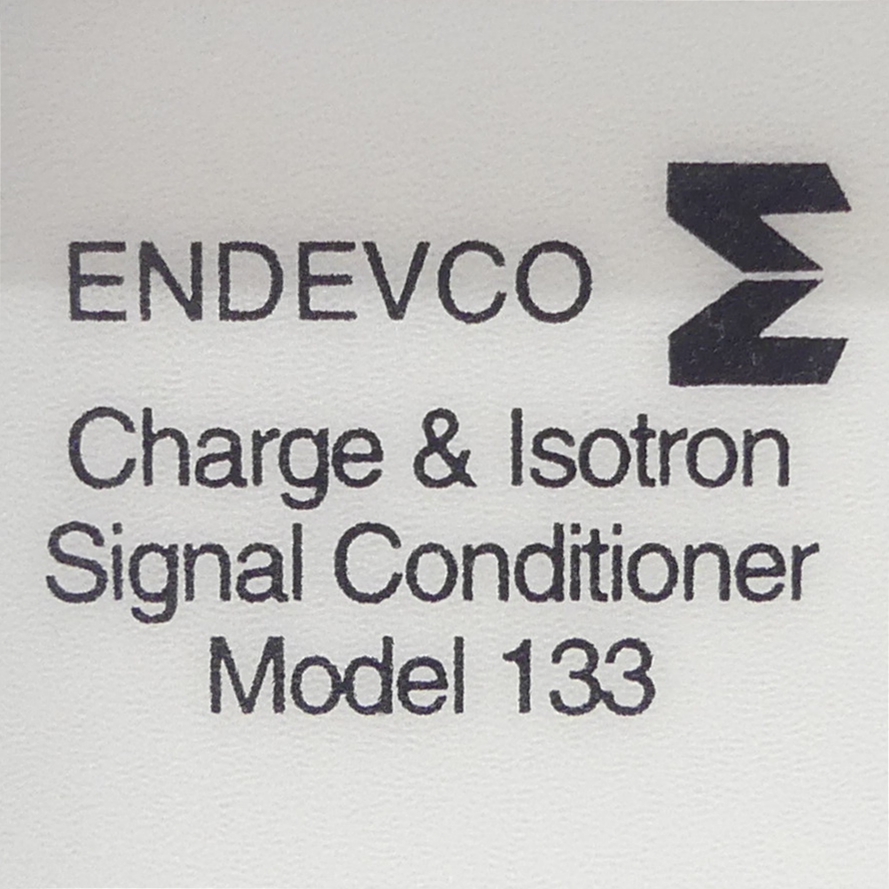 ENDEVCO
Charge & Isotron
Signal Conditioner
Model 133